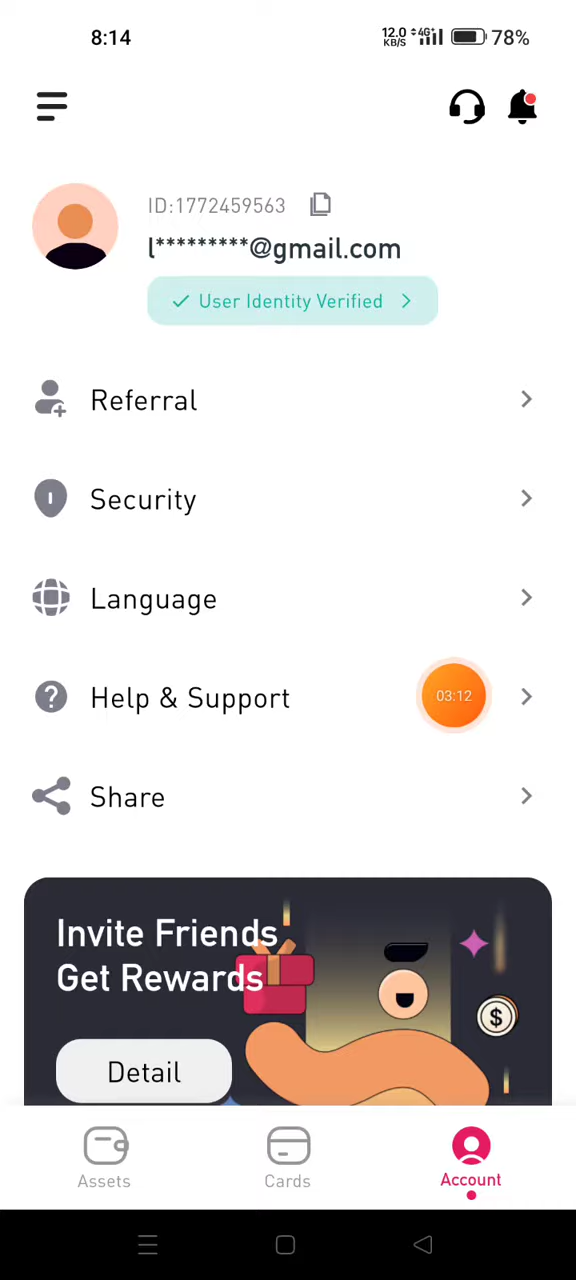 8:14
12.0 KB/S 4G+ 78%
ID:1772459563
l*********@gmail.com
User Identity Verified
Referral
Security
Language
Help & Support
03:12
Share
Invite Friends
Get Rewards
$
Detail
Assets
Cards
Account